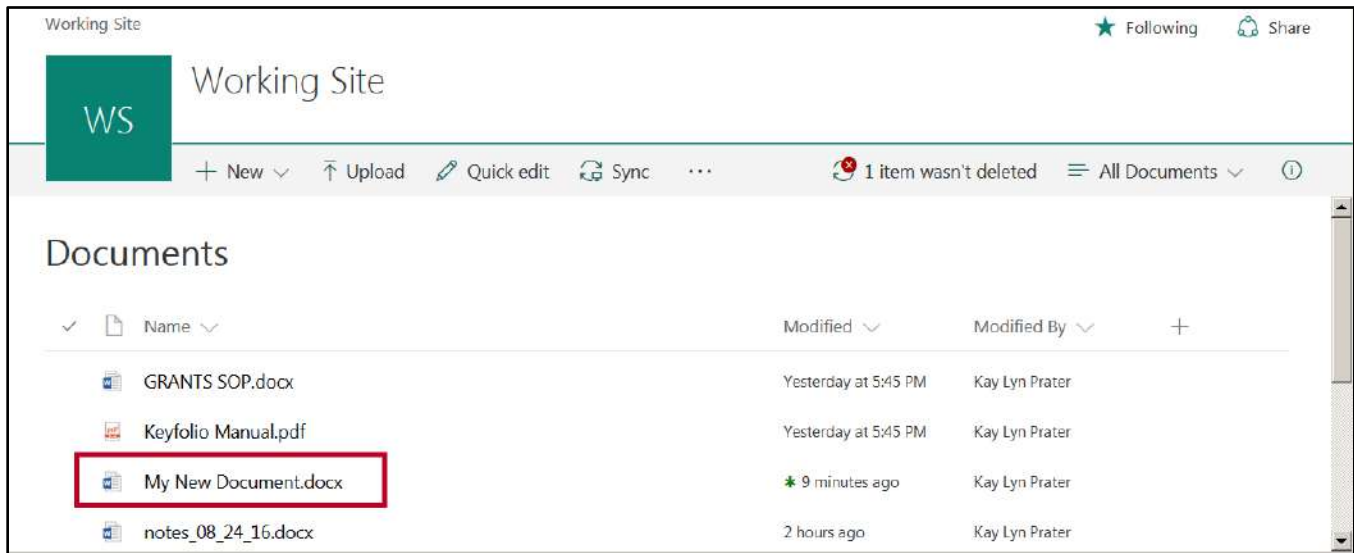 Working Site
Following Share
WS
Working Site
New Upload Quick edit Sync ... 1 item wasn't deleted All Documents
Documents
Name Modified Modified By
GRANTS SOP.docx Yesterday at 5:45 PM Kay Lyn Prater
Keyfolio Manual.pdf Yesterday at 5:45 PM Kay Lyn Prater
My New Document.docx 9 minutes ago Kay Lyn Prater
notes_08_24_16.docx 2 hours ago Kay Lyn Prater